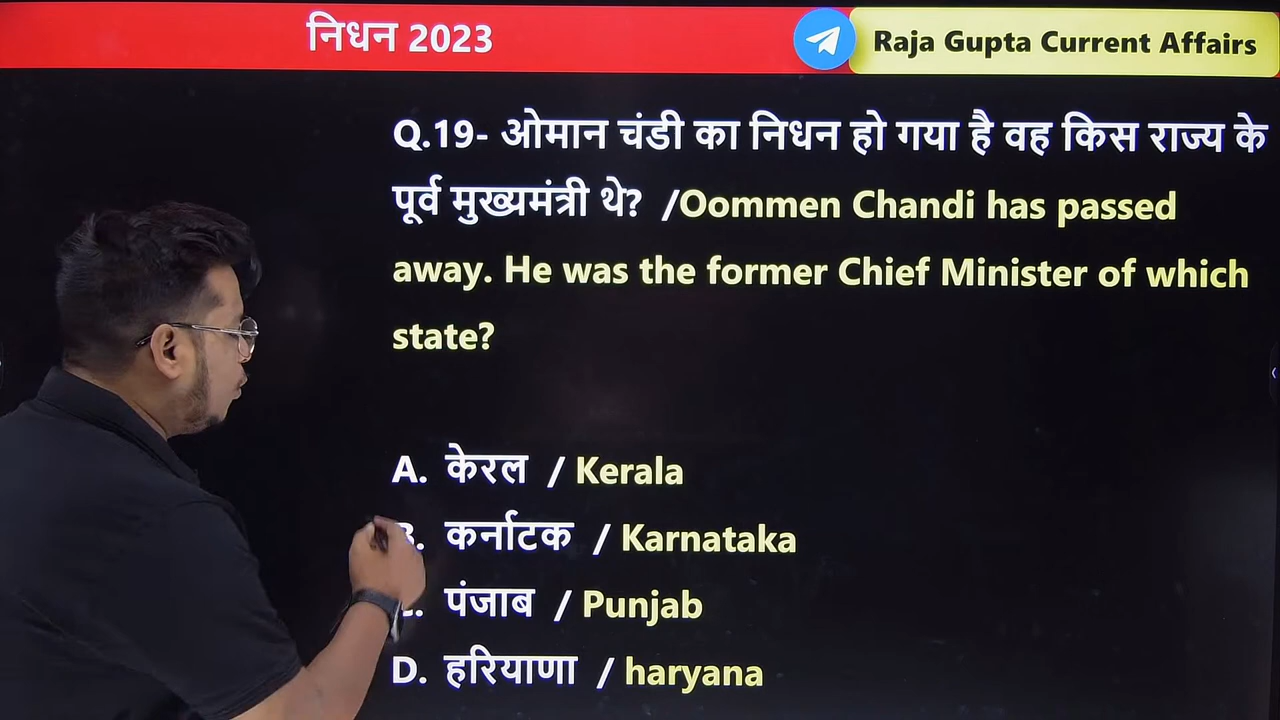 निधन 2023
Raja Gupta Current Affairs
Q.19- ओमान चंडी का निधन हो गया है वह किस राज्य के
पूर्व मुख्यमंत्री थे? /Oommen Chandi has passed
away. He was the former Chief Minister of which
state?
A. केरल / Kerala
B. कर्नाटक / Karnataka
पंजाब / Punjab
D. हरियाणा / haryana